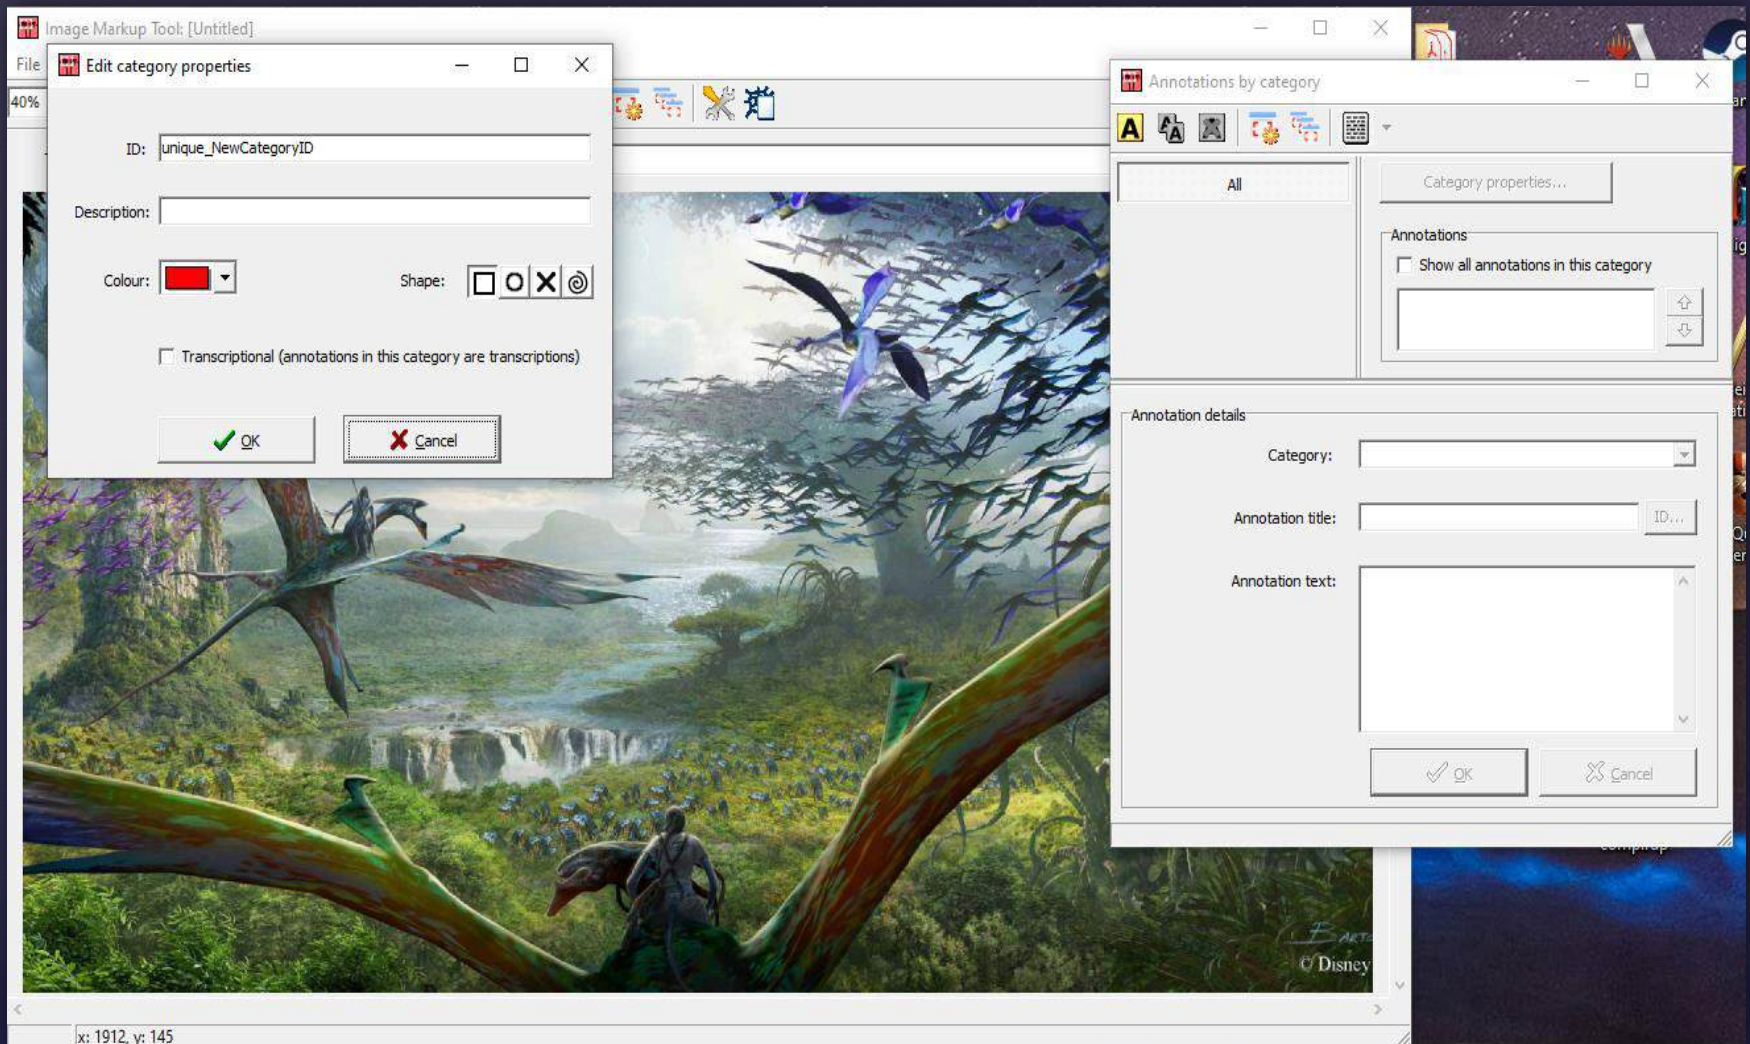 Image Markup Tool: [Untitled]
File
40%
Edit category properties
ID:
unique_NewCategoryID
Description:
Colour:
Shape:
Transcriptional (annotations in this category are transcriptions)
OK
Cancel
Annotations by category
All
Category properties...
Annotations
Show all annotations in this category
Annotation details
Category:
Annotation title:
ID...
Annotation text:
OK
Cancel
© Disney
x: 1912, y: 145